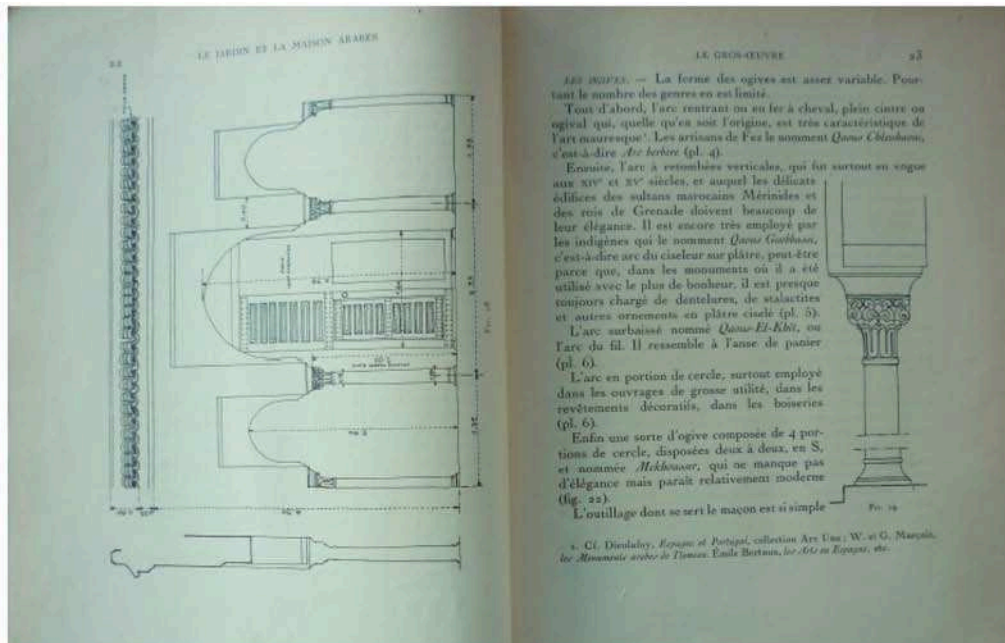 22
LE JARDIN ET LA MAISON ARABES
LE GROS-ŒUVRE
23
LES OGIVES. — La forme des ogives est assez variable. Pour-
tant le nombre des genres en est limité.
Tout d'abord, l'arc rentrant ou en fer à cheval, plein cintre ou
ogival qui, quelle qu'en soit l'origine, est très caractéristique de
l'art mauresque¹. Les artisans de Fez le nomment Qaous
c'est-à-dire Arc berbère (pl. 4).
Ensuite, l'arc à retombées verticales, qui fut surtout en vogue
aux XIVe et XVe siècles, et auquel les délicats
édifices des sultans marocains Mérinides et
des rois de Grenade doivent beaucoup de
leur élégance. Il est encore très employé par
les indigènes qui le nomment Qaous
c'est-à-dire arc du ciseleur sur plâtre, peut-être
parce que, dans les monuments où il a été
utilisé avec le plus de bonheur, il est presque
toujours chargé de dentelures, de stalactites
et autres ornements en plâtre ciselé (pl. 5).
L'arc surbaissé nommé Qaous-El-Khit, ou
l'arc du fil. Il ressemble à l'anse de panier
(pl. 6).
L'arc en portion de cercle, surtout employé
dans les ouvrages de grosse utilité, dans les
revêtements décoratifs, dans les boiseries
(pl. 6).
Enfin une sorte d'ogive composée de 4 por-
tions de cercle, disposées deux à deux, en S,
et nommée Mekhoussar, qui ne manque pas
d'élégance mais paraît relativement moderne
(fig. 22).
L'outillage dont se sert le maçon est si simple
FIG. 19
1. Cf. Dieulafoy, Espagne et Portugal, collection Ars Una; W. et G. Marçais,
les Monuments arabes de Tlemcen. Émile Bertaux, les Arts en Espagne, etc.